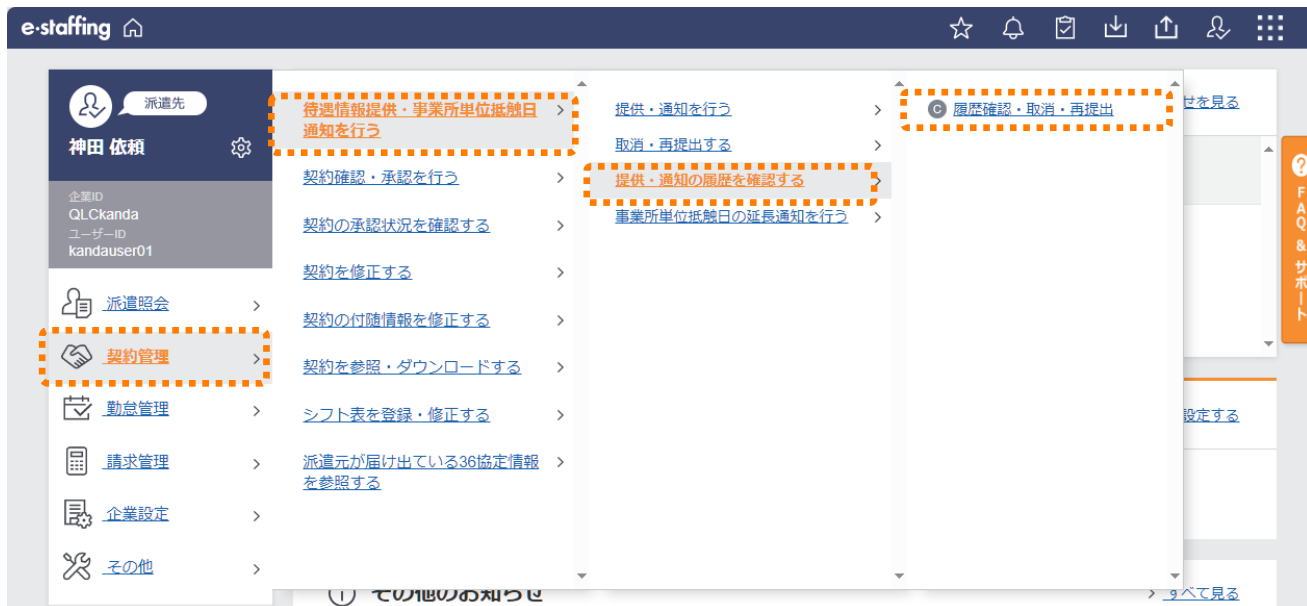 e-staffing
派遣先
神田 依頼
企業ID
QLCkanda
ユーザーID
kandauser01
派遣照会
契約管理
勤怠管理
請求管理
企業設定
その他
待遇情報提供・事業所単位抵触日
通知を行う
契約確認・承認を行う
契約の承認状況を確認する
契約を修正する
契約の付随情報を修正する
契約を参照・ダウンロードする
シフト表を登録・修正する
派遣元が届け出ている36協定情報
を参照する
提供・通知を行う
取消・再提出する
提供・通知の履歴を確認する
事業所単位抵触日の延長通知を行う
C 履歴確認・取消・再提出
せを見る
設定する
? FAQ & サポート
その他のお知らせ
すべて見る